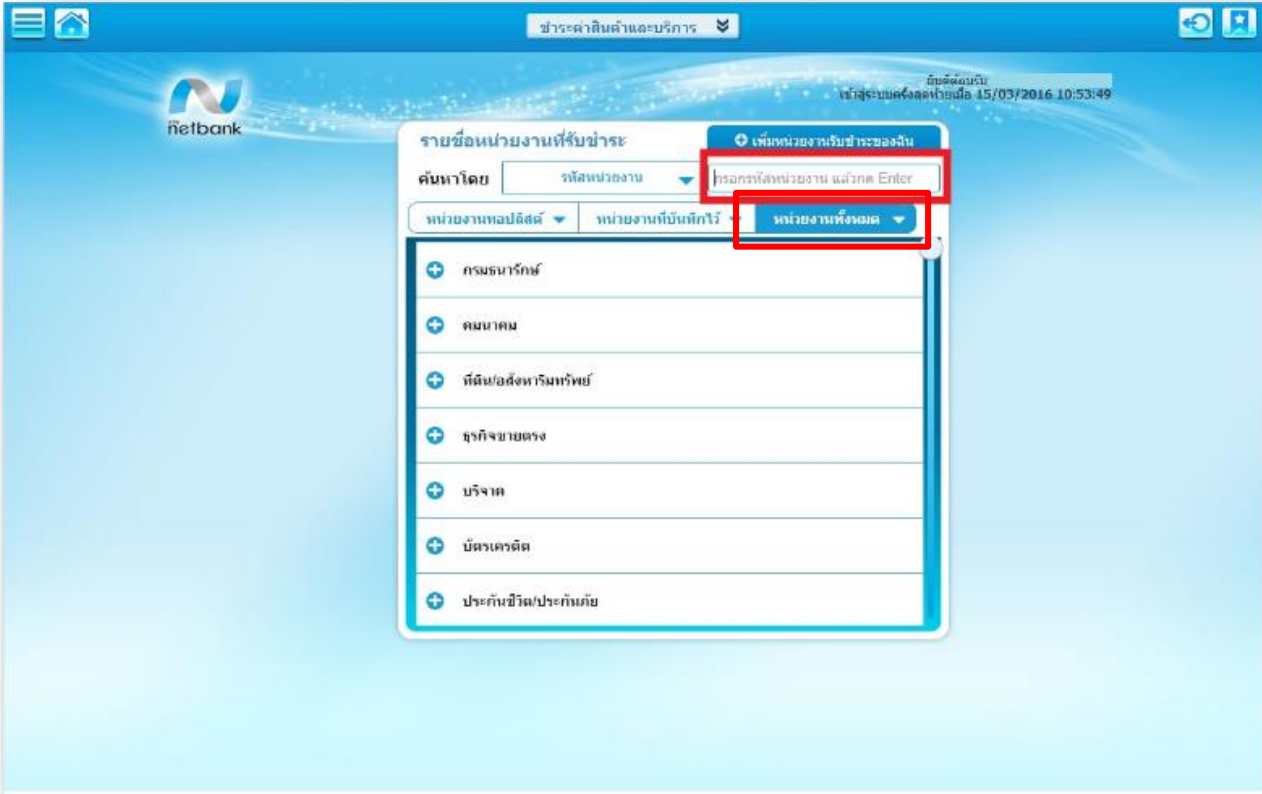 ชำระค่าสินค้าและบริการ
ยินดีต้อนรับ
เข้าสู่ระบบครั้งสุดท้ายเมื่อ 15/03/2016 10:53:49
netbank
รายชื่อหน่วยงานที่รับชำระ
เพิ่มหน่วยงานรับชำระของฉัน
ค้นหาโดย
รหัสหน่วยงาน
กรอกรหัสหน่วยงาน แล้วกด Enter
หน่วยงานทอปลิสต์
หน่วยงานที่บันทึกไว้
หน่วยงานทั้งหมด
กรมธนารักษ์
คมนาคม
ที่ดิน/อสังหาริมทรัพย์
ธุรกิจขายตรง
บริจาค
บัตรเครดิต
ประกันชีวิต/ประกันภัย